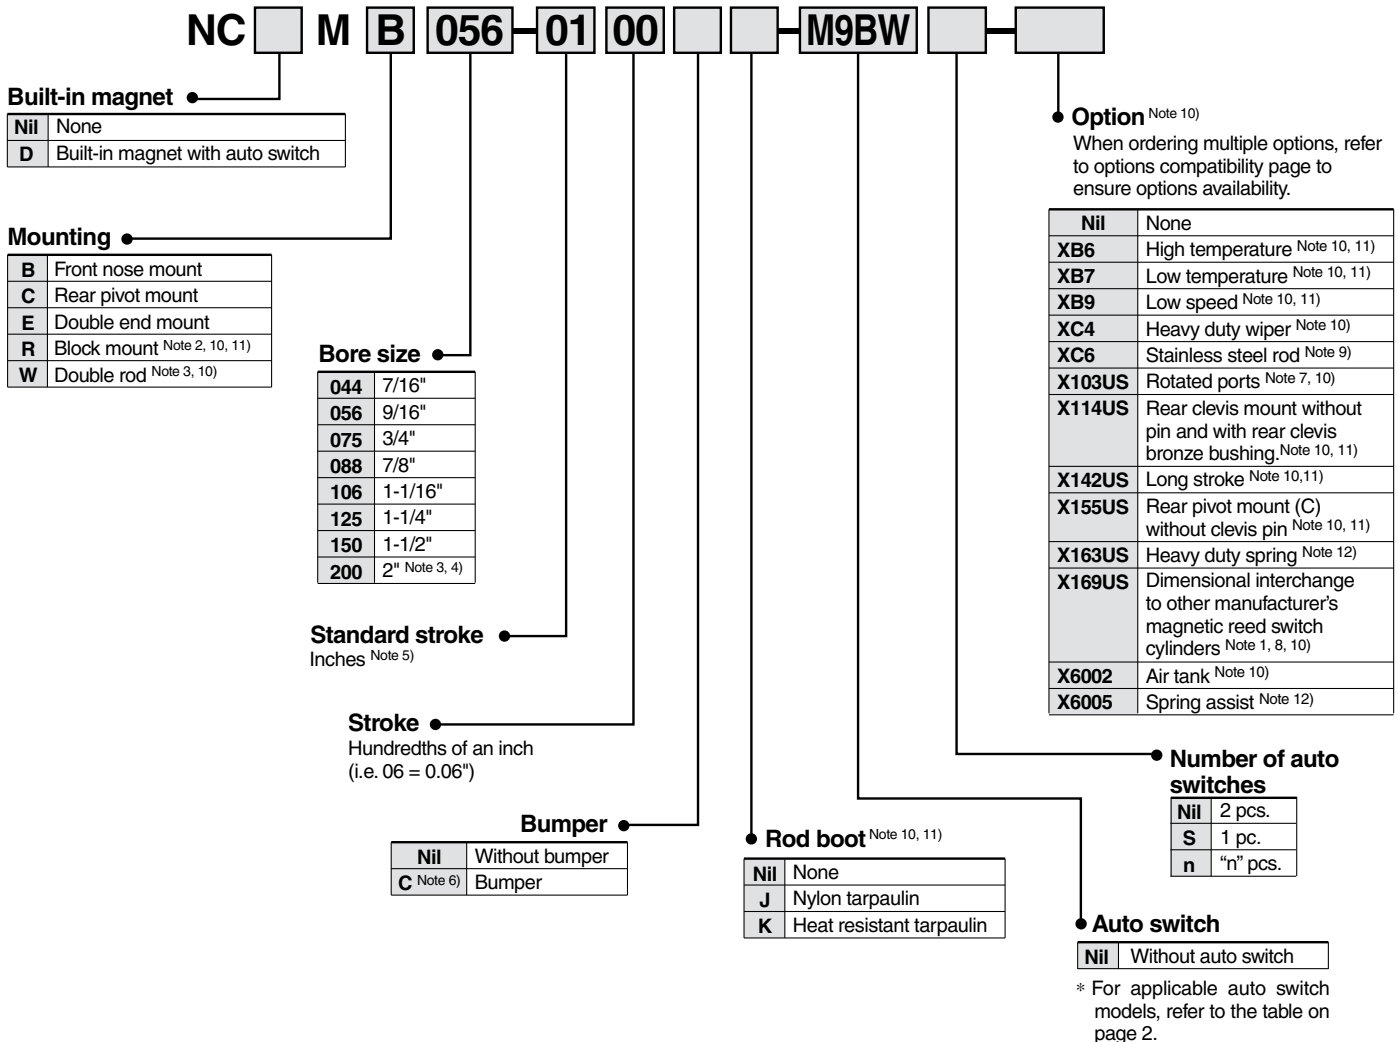 NC M B 056-01 00 -M9BW -
Built-in magnet
Nil None
D Built-in magnet with auto switch
Mounting
B Front nose mount
C Rear pivot mount
E Double end mount
R Block mount Note 2, 10, 11)
W Double rod Note 3, 10)
Bore size
044 7/16"
056 9/16"
075 3/4"
088 7/8"
106 1-1/16"
125 1-1/4"
150 1-1/2"
200 2" Note 3, 4)
Standard stroke
Inches Note 5)
Stroke
Hundredths of an inch
(i.e. 06 = 0.06")
Bumper
Nil Without bumper
C Note 6) Bumper
Rod boot Note 10, 11)
Nil None
J Nylon tarpaulin
K Heat resistant tarpaulin
Option Note 10)
When ordering multiple options, refer
to options compatibility page to
ensure options availability.
Nil None
XB6 High temperature Note 10, 11)
XB7 Low temperature Note 10, 11)
XB9 Low speed Note 10, 11)
XC4 Heavy duty wiper Note 10)
XC6 Stainless steel rod Note 9)
X103US Rotated ports Note 7, 10)
X114US Rear clevis mount without
pin and with rear clevis
bronze bushing.Note 10, 11)
X142US Long stroke Note 10,11)
X155US Rear pivot mount (C)
without clevis pin Note 10, 11)
X163US Heavy duty spring Note 12)
X169US Dimensional interchange
to other manufacturer's
magnetic reed switch
cylinders Note 1, 8, 10)
X6002 Air tank Note 10)
X6005 Spring assist Note 12)
Number of auto
switches
Nil 2 pcs.
S 1 pc.
n “n” pcs.
Auto switch
Nil Without auto switch
* For applicable auto switch
models, refer to the table on
page 2.